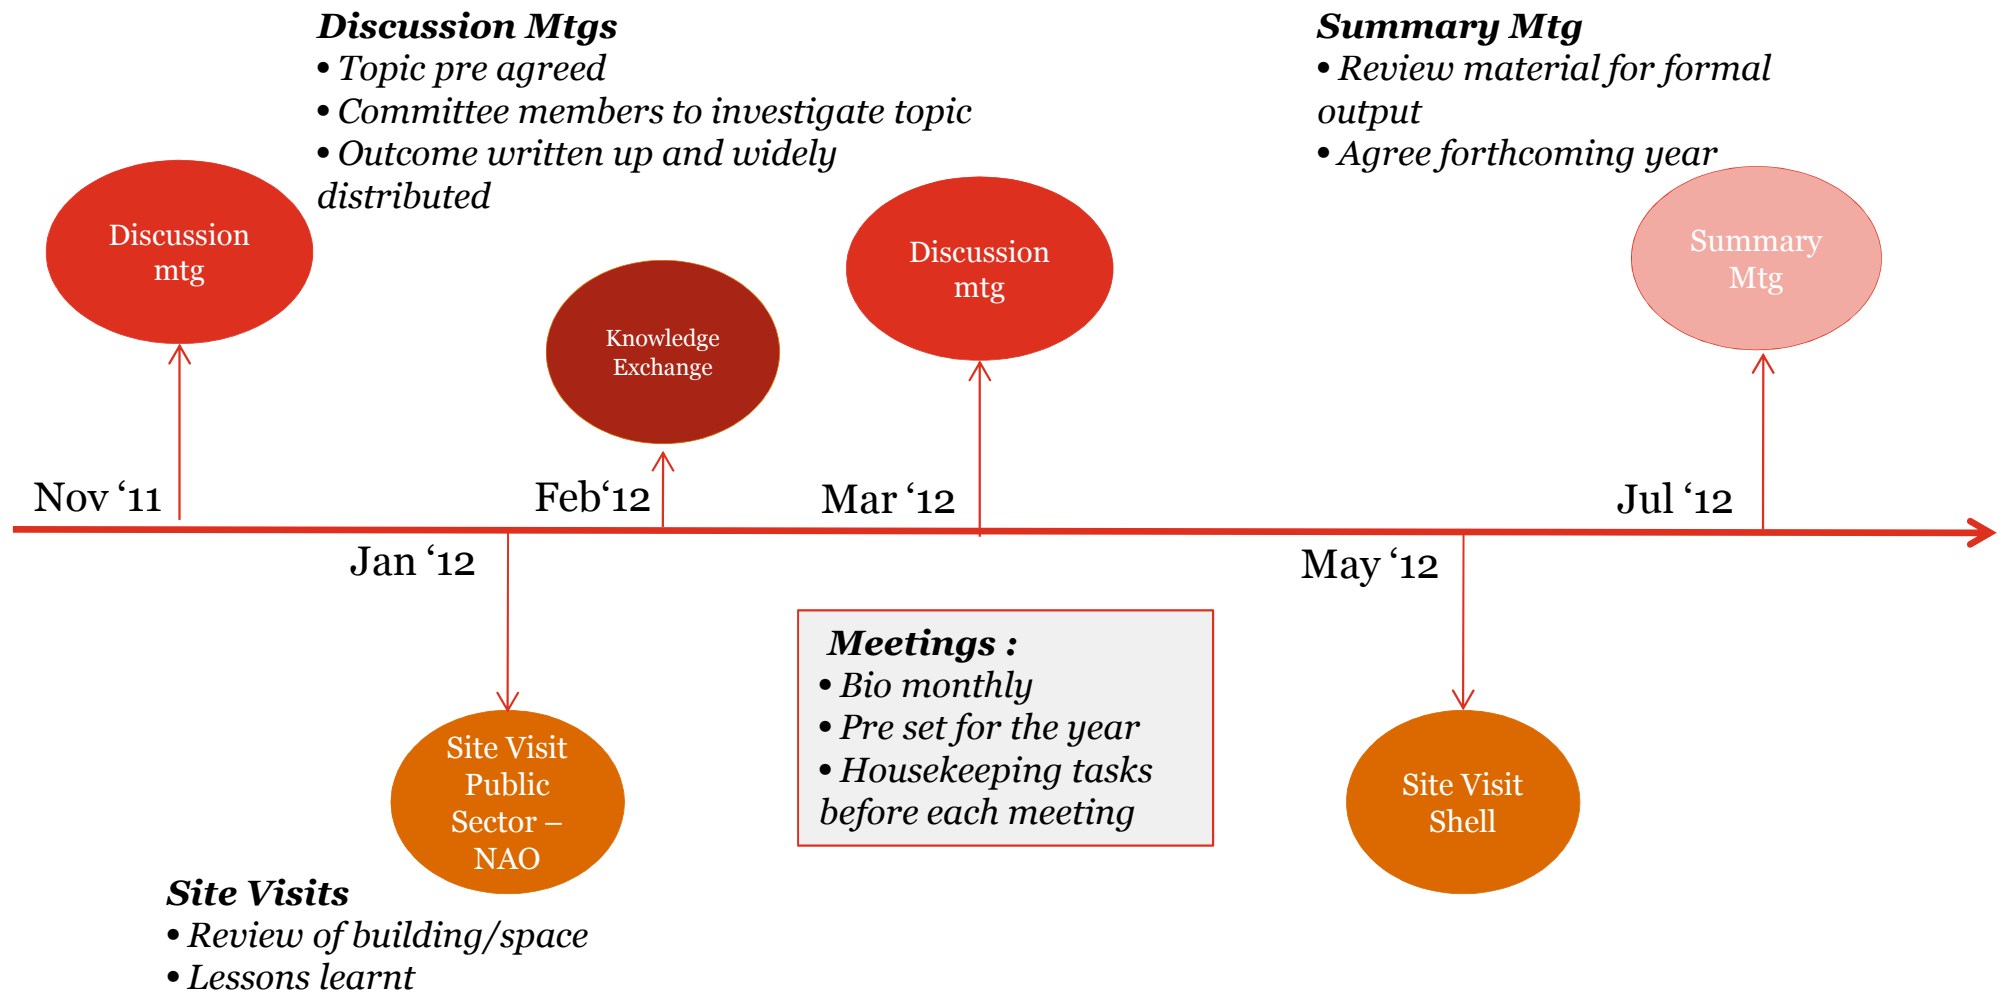 Discussion Mtgs
• Topic pre agreed
• Committee members to investigate topic
• Outcome written up and widely
distributed
Summary Mtg
• Review material for formal
output
• Agree forthcoming year
Discussion
mtg
Knowledge
Exchange
Discussion
mtg
Summary
Mtg
Nov ‘11
Feb‘12
Mar ‘12
Jul ‘12
Jan ‘12
May ‘12
Meetings :
• Bio monthly
• Pre set for the year
• Housekeeping tasks
before each meeting
Site Visit
Public
Sector –
NAO
Site Visit
Shell
Site Visits
• Review of building/space
• Lessons learnt